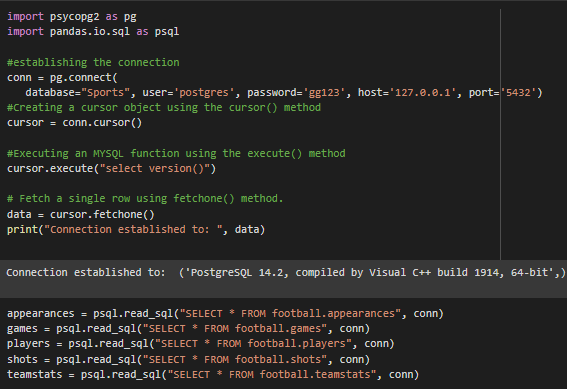 import psycopg2 as pg
import pandas.io.sql as psql
#establishing the connection
conn = pg.connect(
database="Sports", user='postgres', password='gg123', host='127.0.0.1', port='5432')
#Creating a cursor object using the cursor() method
cursor = conn.cursor()
#Executing an MYSQL function using the execute() method
cursor.execute("select version()")
# Fetch a single row using fetchone() method.
data = cursor.fetchone()
print("Connection established to: ", data)
Connection established to:  ('PostgreSQL 14.2, compiled by Visual C++ build 1914, 64-bit',)
appearances = psql.read_sql("SELECT * FROM football.appearances", conn)
games = psql.read_sql("SELECT * FROM football.games", conn)
players = psql.read_sql("SELECT * FROM football.players", conn)
shots = psql.read_sql("SELECT * FROM football.shots", conn)
teamstats = psql.read_sql("SELECT * FROM football.teamstats", conn)